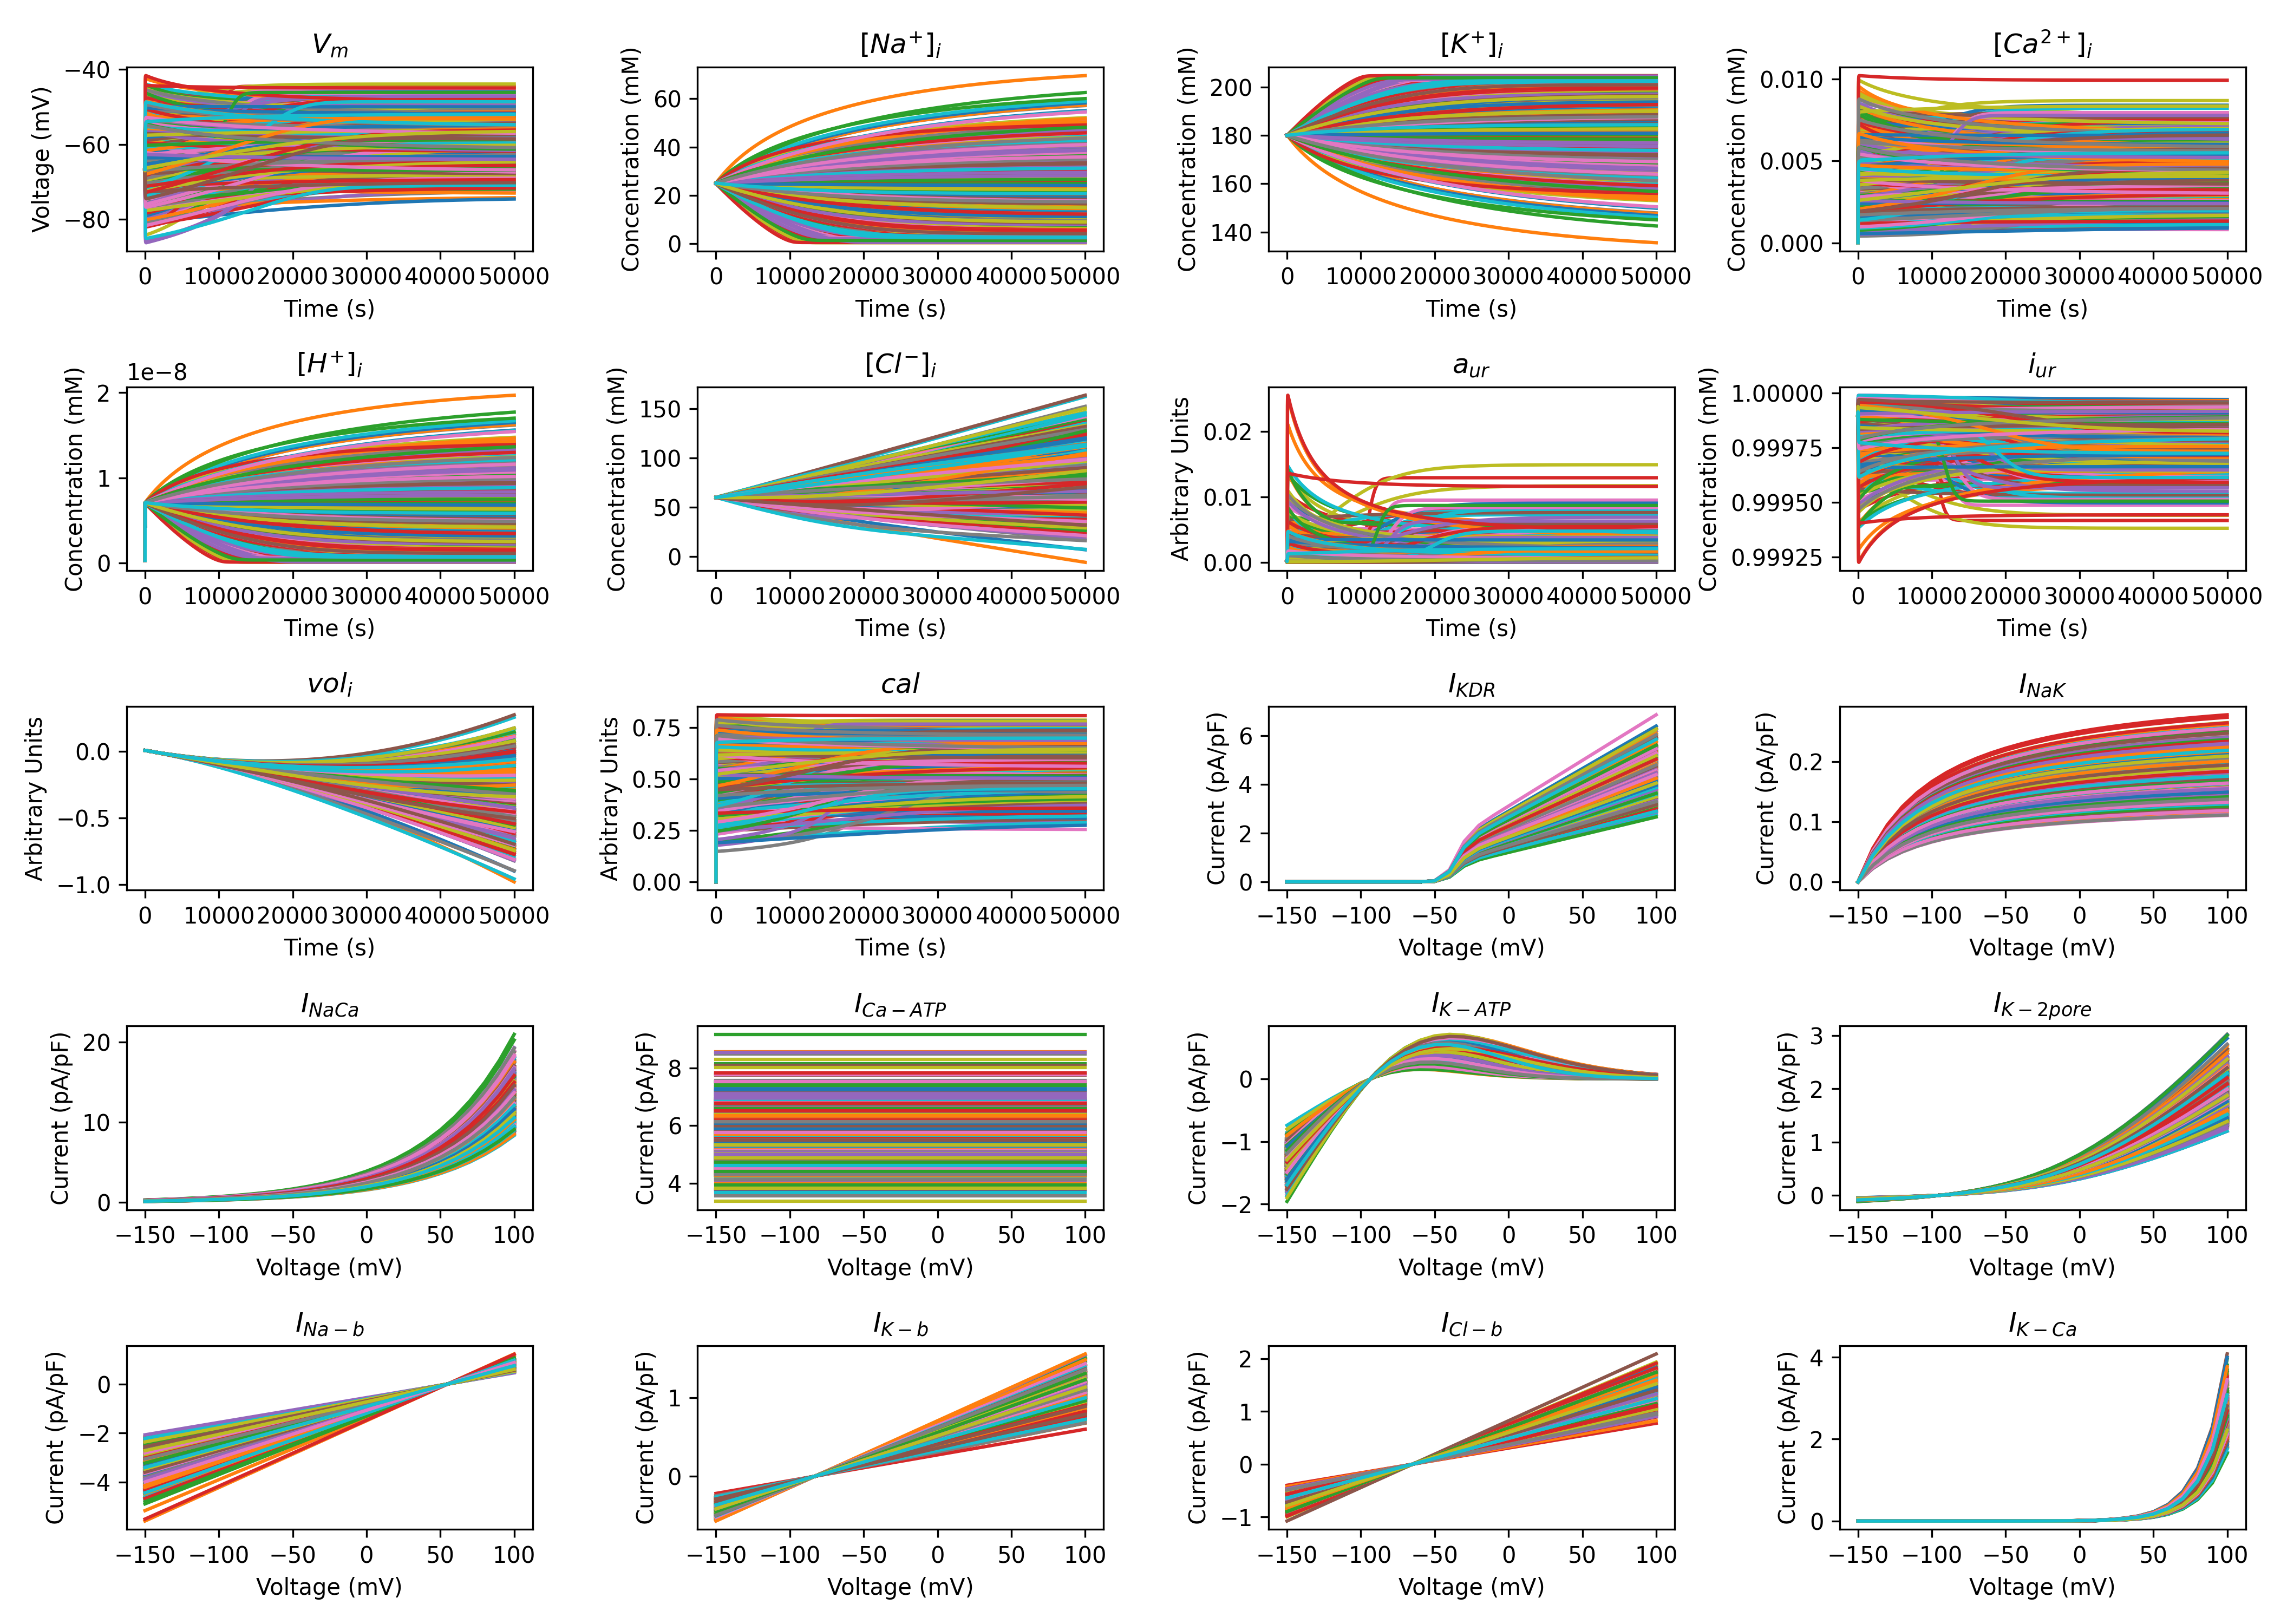 V_m [Na⁺]_i [K⁺]_i [Ca²⁺]_i
Voltage (mV) −40 −60 −80
0 10000 20000 30000 40000 50000
Time (s)
Concentration (mM) 60 40 20 0
0 10000 20000 30000 40000 50000
Time (s)
Concentration (mM) 200 180 160 140
0 10000 20000 30000 40000 50000
Time (s)
Concentration (mM) 0.010 0.005 0.000
0 10000 20000 30000 40000 50000
Time (s)
[H⁺]_i [Cl⁻]_i a_ur i_ur
1e−8
Concentration (mM) 2 1 0
0 10000 20000 30000 40000 50000
Time (s)
Concentration (mM) 150 100 50 0
0 10000 20000 30000 40000 50000
Time (s)
Arbitrary Units 0.02 0.01 0.00
0 10000 20000 30000 40000 50000
Time (s)
Concentration (mM) 1.00000 0.99975 0.99950 0.99925
0 10000 20000 30000 40000 50000
Time (s)
vol_i cal I_KDR I_NaK
Arbitrary Units 0.0 −0.5 −1.0
0 10000 20000 30000 40000 50000
Time (s)
Arbitrary Units 0.75 0.50 0.25 0.00
0 10000 20000 30000 40000 50000
Time (s)
Current (pA/pF) 6 4 2 0
−150 −100 −50 0 50 100
Voltage (mV)
Current (pA/pF) 0.2 0.1 0.0
−150 −100 −50 0 50 100
Voltage (mV)
I_NaCa I_Ca−ATP I_K−ATP I_K−2pore
Current (pA/pF) 20 10 0
−150 −100 −50 0 50 100
Voltage (mV)
Current (pA/pF) 8 6 4
−150 −100 −50 0 50 100
Voltage (mV)
Current (pA/pF) 0 −1 −2
−150 −100 −50 0 50 100
Voltage (mV)
Current (pA/pF) 3 2 1 0
−150 −100 −50 0 50 100
Voltage (mV)
I_Na−b I_K−b I_Cl−b I_K−Ca
Current (pA/pF) 0 −2 −4
−150 −100 −50 0 50 100
Voltage (mV)
Current (pA/pF) 1 0
−150 −100 −50 0 50 100
Voltage (mV)
Current (pA/pF) 2 1 0 −1
−150 −100 −50 0 50 100
Voltage (mV)
Current (pA/pF) 4 2 0
−150 −100 −50 0 50 100
Voltage (mV)